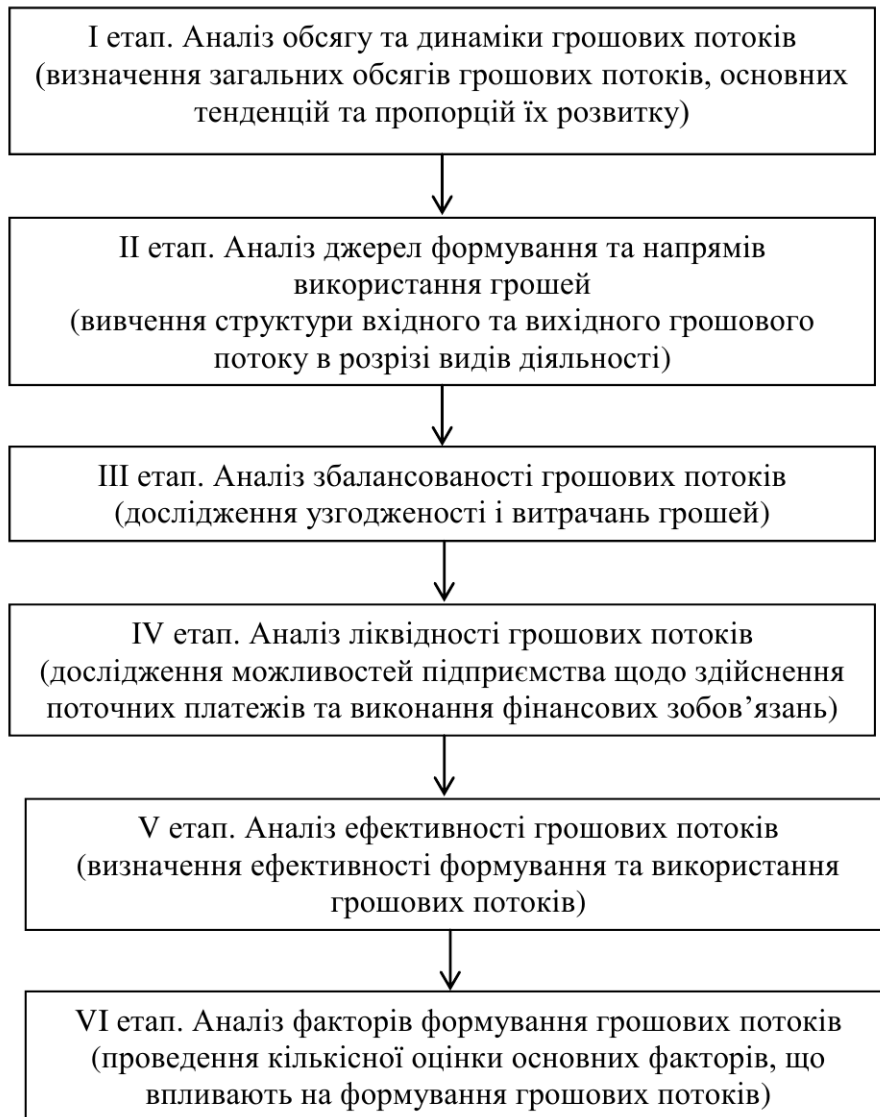 І етап. Аналіз обсягу та динаміки грошових потоків
(визначення загальних обсягів грошових потоків, основних
тенденцій та пропорцій їх розвитку)
ІІ етап. Аналіз джерел формування та напрямів
використання грошей
(вивчення структури вхідного та вихідного грошового
потоку в розрізі видів діяльності)
ІІІ етап. Аналіз збалансованості грошових потоків
(дослідження узгодженості і витрачань грошей)
IV етап. Аналіз ліквідності грошових потоків
(дослідження можливостей підприємства щодо здійснення
поточних платежів та виконання фінансових зобов’язань)
V етап. Аналіз ефективності грошових потоків
(визначення ефективності формування та використання
грошових потоків)
VI етап. Аналіз факторів формування грошових потоків
(проведення кількісної оцінки основних факторів, що
впливають на формування грошових потоків)